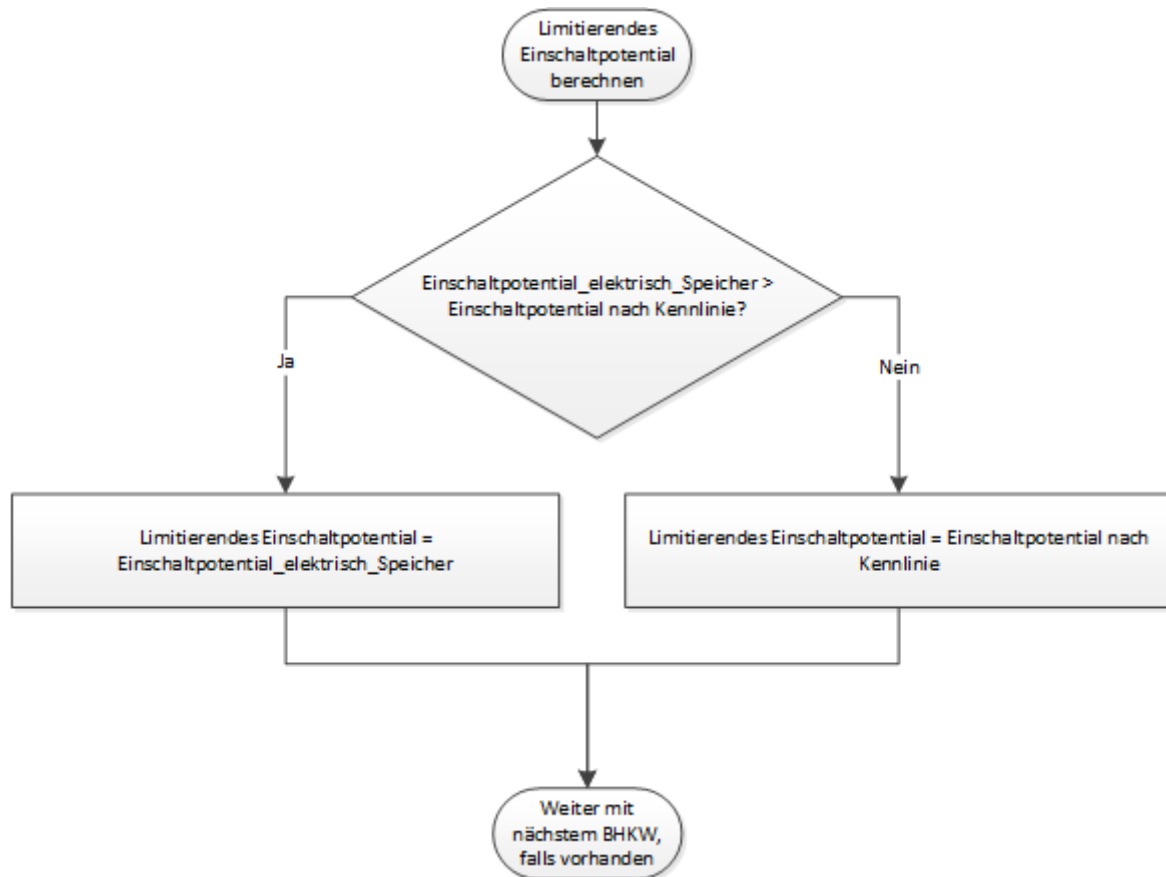 Limitierendes
Einschaltpotential
berechnen
Einschaltpotential_elektrisch_Speicher >
Einschaltpotential nach Kennlinie?
Ja
Nein
Limitierendes Einschaltpotential =
Einschaltpotential_elektrisch_Speicher
Limitierendes Einschaltpotential = Einschaltpotential nach
Kennlinie
Weiter mit
nächstem BHKW,
falls vorhanden